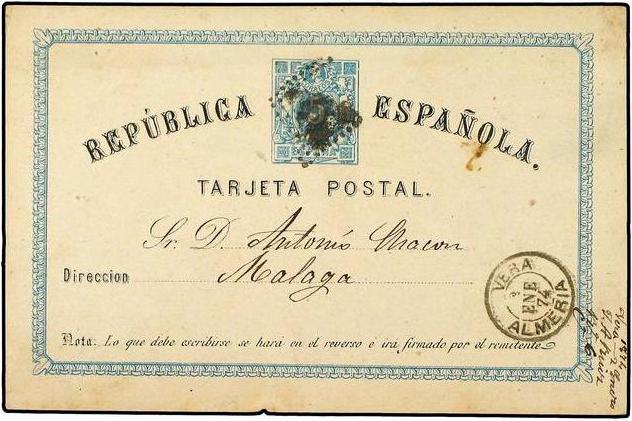 REPÚBLICA ESPAÑOLA.
TARJETA POSTAL.
Sr. D. Antonio Chacon
Direccion Malaga
VERA
ENE
74
ALMERIA
Nota: Lo que debe escribirse se hará en el reverso e irá firmado por el remitente